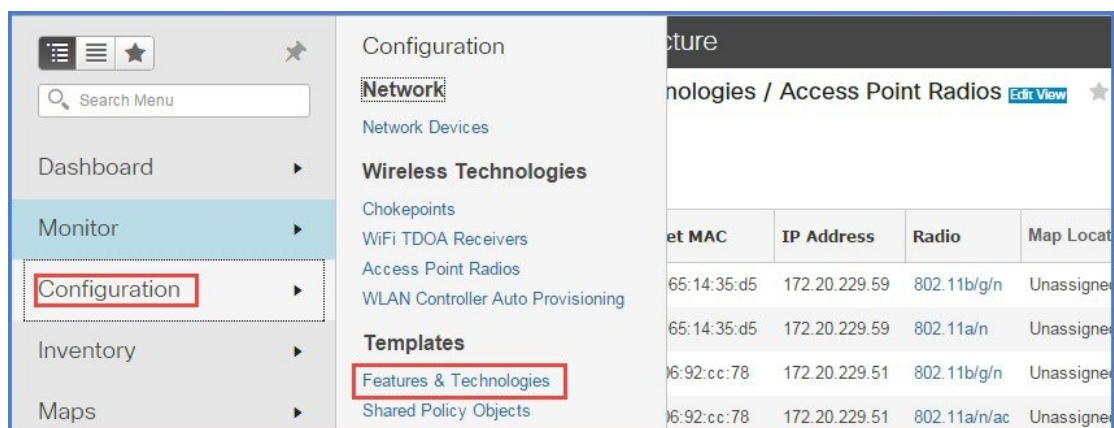 Search Menu
Dashboard
Monitor
Configuration
Inventory
Maps
Configuration
Network
Network Devices
Wireless Technologies
Chokepoints
WiFi TDOA Receivers
Access Point Radios
WLAN Controller Auto Provisioning
Templates
Features & Technologies
Shared Policy Objects
cture
nologies / Access Point Radios Edit View
et MAC IP Address Radio Map Locat
65:14:35:d5 172.20.229.59 802.11b/g/n Unassigned
65:14:35:d5 172.20.229.59 802.11a/n Unassigned
06:92:cc:78 172.20.229.51 802.11b/g/n Unassigned
06:92:cc:78 172.20.229.51 802.11a/n/ac Unassigned